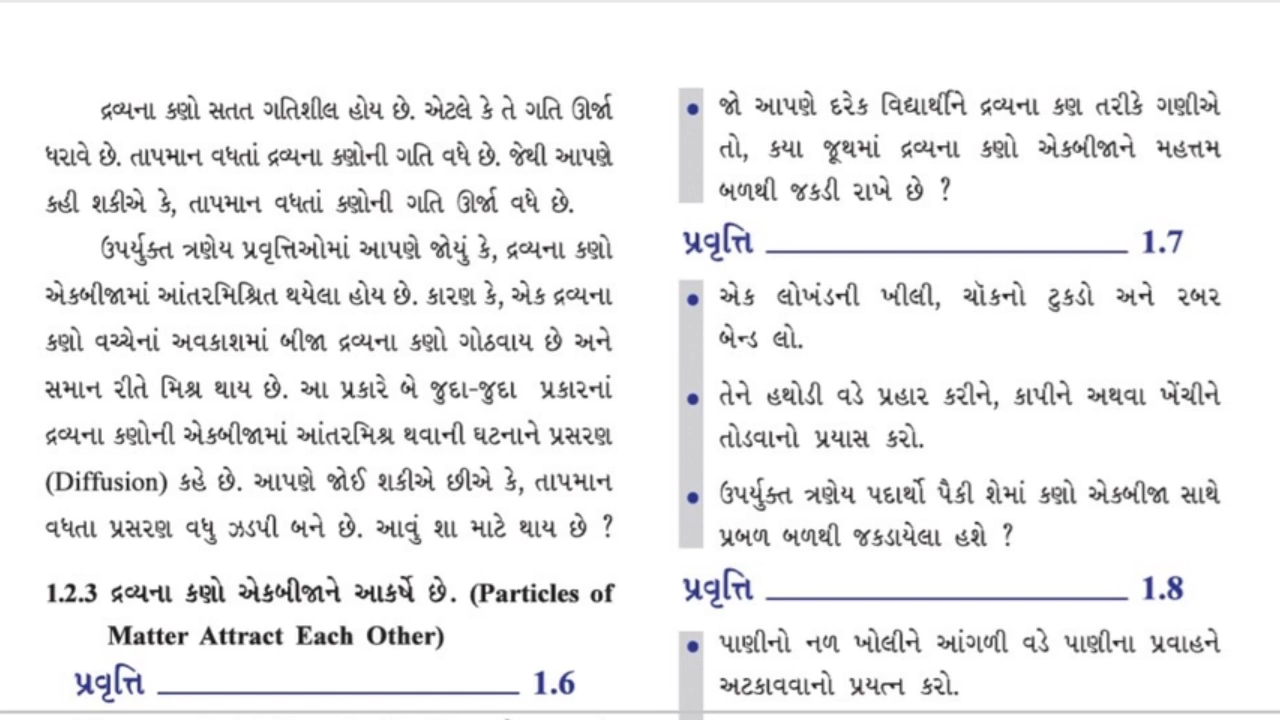 દ્રવ્યના કણો સતત ગતિશીલ હોય છે. એટલે કે તે ગતિ ઊર્જા
ધરાવે છે. તાપમાન વધતાં દ્રવ્યના કણોની ગતિ વધે છે. જેથી આપણે
કહી શકીએ કે, તાપમાન વધતાં કણોની ગતિ ઊર્જા વધે છે.
ઉપર્યુક્ત ત્રણેય પ્રવૃત્તિઓમાં આપણે જોયું કે, દ્રવ્યના કણો
એકબીજામાં આંતરમિશ્રિત થયેલા હોય છે. કારણ કે, એક દ્રવ્યના
કણો વચ્ચેનાં અવકાશમાં બીજા દ્રવ્યના કણો ગોઠવાય છે અને
સમાન રીતે મિશ્ર થાય છે. આ પ્રકારે બે જુદા-જુદા પ્રકારનાં
દ્રવ્યના કણોની એકબીજામાં આંતરમિશ્ર થવાની ઘટનાને પ્રસરણ
(Diffusion) કહે છે. આપણે જોઈ શકીએ છીએ કે, તાપમાન
વધતા પ્રસરણ વધુ ઝડપી બને છે. આવું શા માટે થાય છે ?
1.2.3 દ્રવ્યના કણો એકબીજાને આકર્ષે છે. (Particles of
Matter Attract Each Other)
પ્રવૃત્તિ ________ 1.6
• જો આપણે દરેક વિદ્યાર્થીને દ્રવ્યના કણ તરીકે ગણીએ
તો, કયા જૂથમાં દ્રવ્યના કણો એકબીજાને મહત્તમ
બળથી જકડી રાખે છે ?
પ્રવૃત્તિ ________ 1.7
• એક લોખંડની ખીલી, ચૉકનો ટુકડો અને રબર
બેન્ડ લો.
• તેને હથોડી વડે પ્રહાર કરીને, કાપીને અથવા ખેંચીને
તોડવાનો પ્રયાસ કરો.
• ઉપર્યુક્ત ત્રણેય પદાર્થો પૈકી શેમાં કણો એકબીજા સાથે
પ્રબળ બળથી જકડાયેલા હશે ?
પ્રવૃત્તિ ________ 1.8
• પાણીનો નળ ખોલીને આંગળી વડે પાણીના પ્રવાહને
અટકાવવાનો પ્રયત્ન કરો.